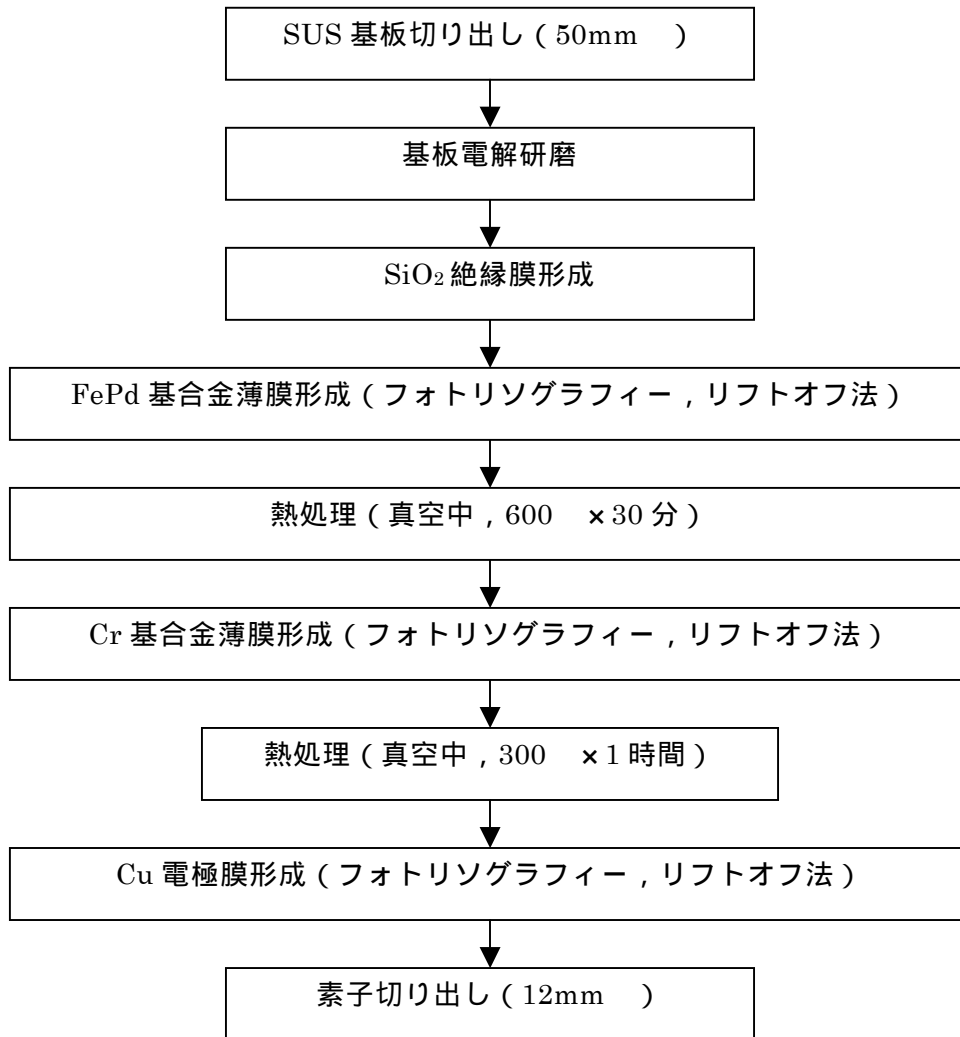 SUS 基板切り出し（50mm　）
基板電解研磨
SiO₂ 絶縁膜形成
FePd 基合金薄膜形成（フォトリソグラフィー，リフトオフ法）
熱処理（真空中，600　×30 分）
Cr 基合金薄膜形成（フォトリソグラフィー，リフトオフ法）
熱処理（真空中，300　×1 時間）
Cu 電極膜形成（フォトリソグラフィー，リフトオフ法）
素子切り出し（12mm　）